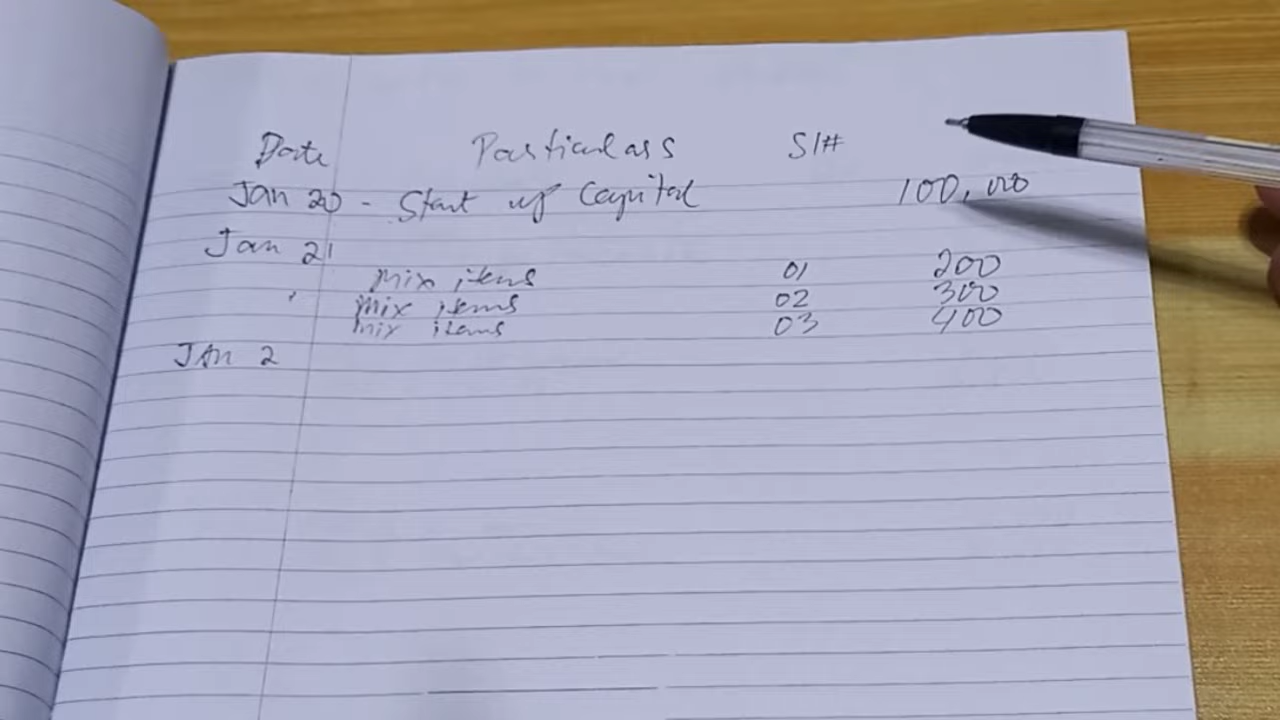 Date Particulars SI#
Jan 20 - Start up Capital 100,000
Jan 21
Mix items 01 200
" Mix items 02 300
Mix items 03 400
JAN 2